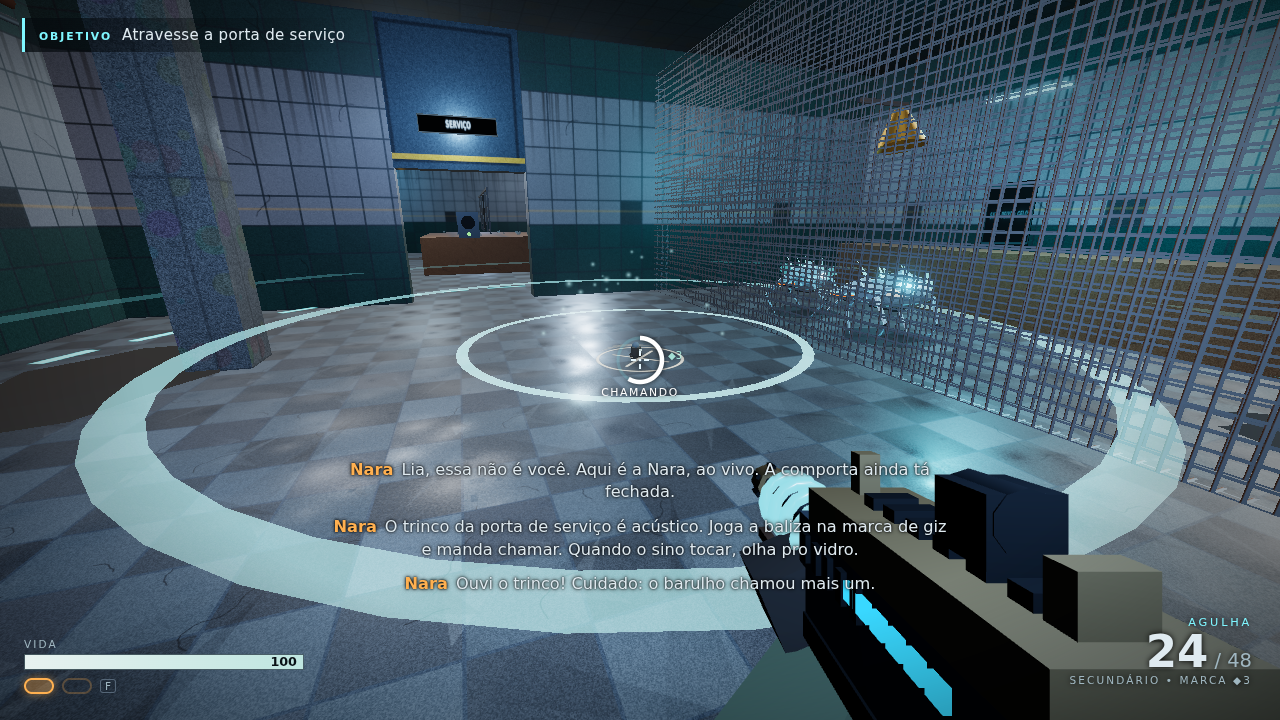 OBJETIVO Atravesse a porta de serviço
SERVIÇO
◆3
CHAMANDO
Nara Lia, essa não é você. Aqui é a Nara, ao vivo. A comporta ainda tá
fechada.
Nara O trinco da porta de serviço é acústico. Joga a baliza na marca de giz
e manda chamar. Quando o sino tocar, olha pro vidro.
Nara Ouvi o trinco! Cuidado: o barulho chamou mais um.
VIDA
100
F
AGULHA
24 / 48
SECUNDÁRIO • MARCA ◆3